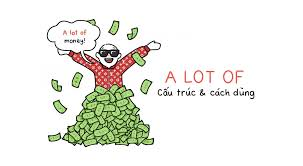 A lot of
money!
A LOT OF
Cấu trúc & cách dùng